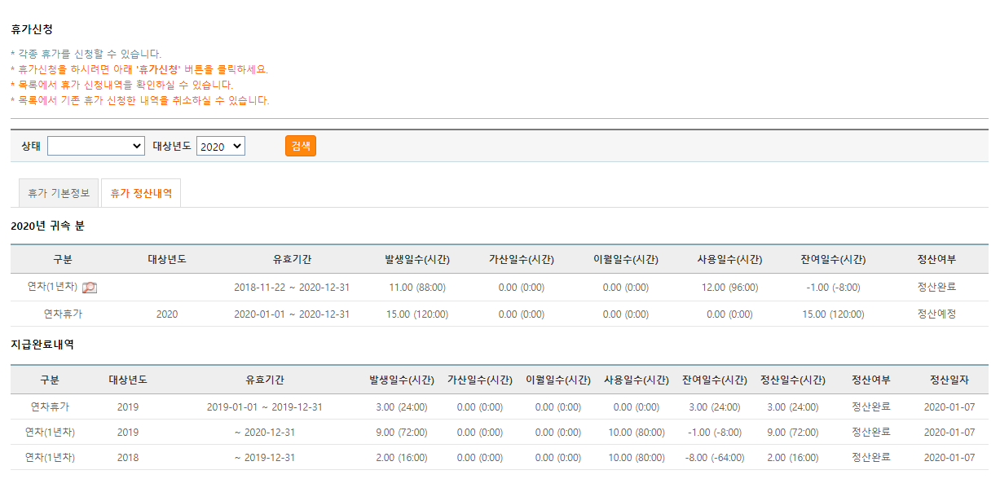 휴가신청
* 각종 휴가를 신청할 수 있습니다.
* 휴가신청을 하시려면 아래 '휴가신청' 버튼을 클릭하세요.
* 목록에서 휴가 신청내역을 확인하실 수 있습니다.
* 목록에서 기존 휴가 신청한 내역을 취소하실 수 있습니다.
상태 대상년도 2020 검색
휴가 기본정보 휴가 정산내역
2020년 귀속 분
구분 대상년도 유효기간 발생일수(시간) 가산일수(시간) 이월일수(시간) 사용일수(시간) 잔여일수(시간) 정산여부
연차(1년차) 2018-11-22 ~ 2020-12-31 11.00 (88:00) 0.00 (0:00) 0.00 (0:00) 12.00 (96:00) -1.00 (-8:00) 정산완료
연차휴가 2020 2020-01-01 ~ 2020-12-31 15.00 (120:00) 0.00 (0:00) 0.00 (0:00) 0.00 (0:00) 15.00 (120:00) 정산예정
지급완료내역
구분 대상년도 유효기간 발생일수(시간) 가산일수(시간) 이월일수(시간) 사용일수(시간) 잔여일수(시간) 정산일수(시간) 정산여부 정산일자
연차휴가 2019 2019-01-01 ~ 2019-12-31 3.00 (24:00) 0.00 (0:00) 0.00 (0:00) 0.00 (0:00) 3.00 (24:00) 3.00 (24:00) 정산완료 2020-01-07
연차(1년차) 2019 ~ 2020-12-31 9.00 (72:00) 0.00 (0:00) 0.00 (0:00) 10.00 (80:00) -1.00 (-8:00) 9.00 (72:00) 정산완료 2020-01-07
연차(1년차) 2018 ~ 2019-12-31 2.00 (16:00) 0.00 (0:00) 0.00 (0:00) 10.00 (80:00) -8.00 (-64:00) 2.00 (16:00) 정산완료 2020-01-07